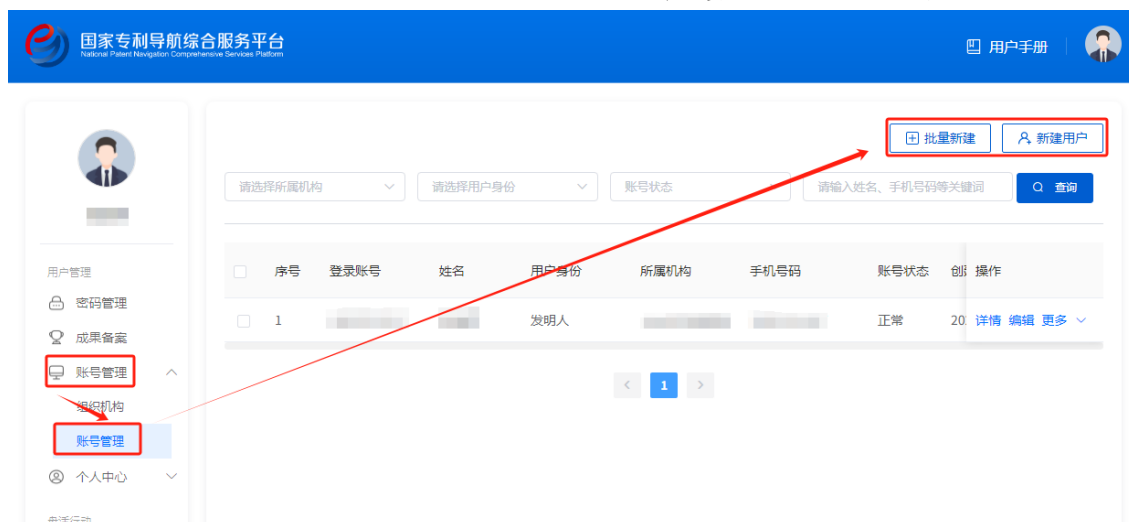 国家专利导航综合服务平台
National Patent Navigation Comprehensive Services Platform
用户手册
批量新建
新建用户
请选择所属机构
请选择用户身份
账号状态
请输入姓名、手机号码等关键词
查询
用户管理
密码管理
成果备案
账号管理
组织机构
账号管理
个人中心
序号 登录账号 姓名 用户身份 所属机构 手机号码 账号状态 创 操作
1 发明人 正常 20 详情 编辑 更多
1